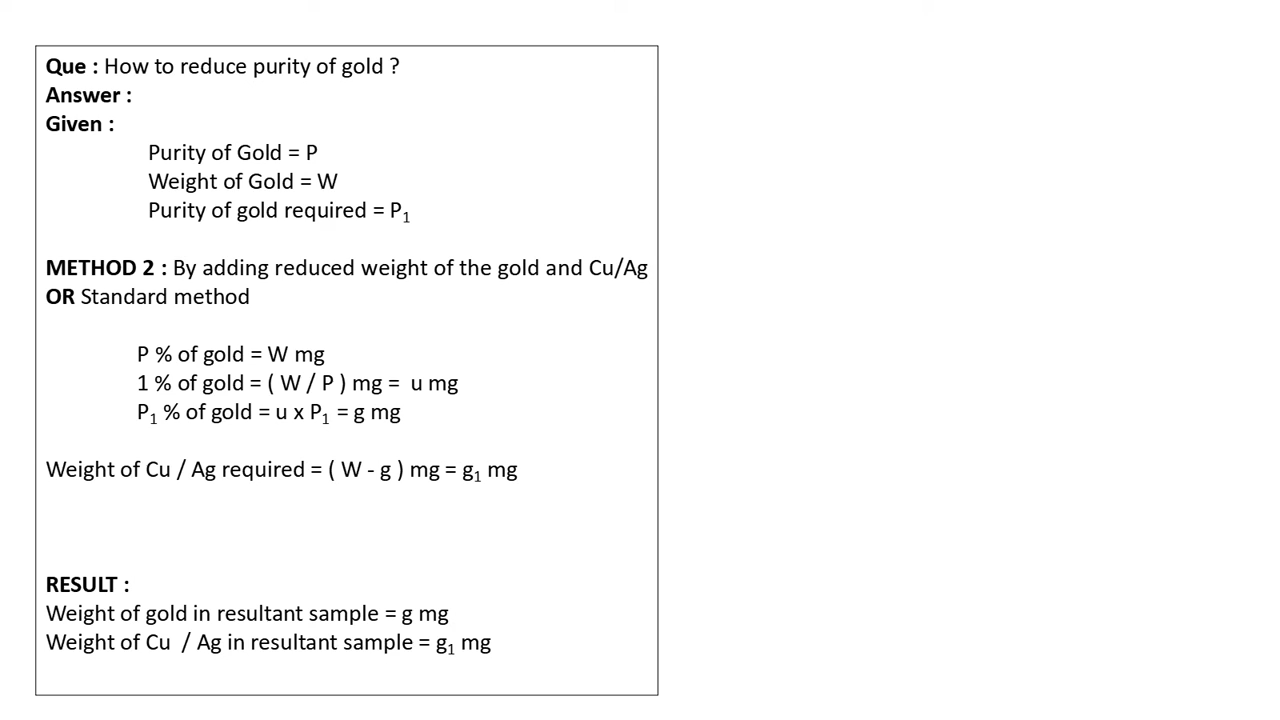 Que : How to reduce purity of gold ?
Answer :
Given :
Purity of Gold = P
Weight of Gold = W
Purity of gold required = P₁
METHOD 2 : By adding reduced weight of the gold and Cu/Ag
OR Standard method
P % of gold = W mg
1 % of gold = ( W / P ) mg = u mg
P₁ % of gold = u x P₁ = g mg
Weight of Cu / Ag required = ( W - g ) mg = g₁ mg
RESULT :
Weight of gold in resultant sample = g mg
Weight of Cu / Ag in resultant sample = g₁ mg